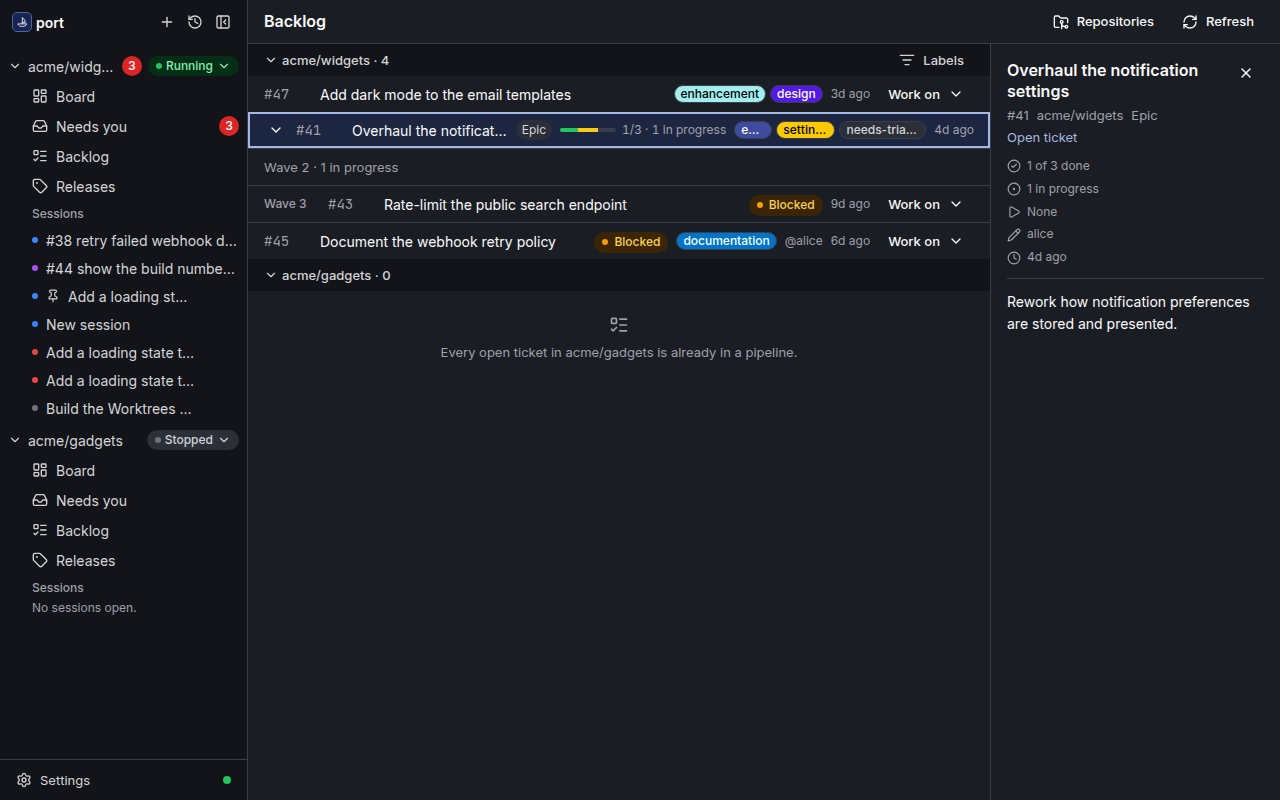 port
acme/widg... 3 Running
Board
Needs you 3
Backlog
Releases
Sessions
#38 retry failed webhook d...
#44 show the build numbe...
Add a loading st...
New session
Add a loading state t...
Add a loading state t...
Build the Worktrees ...
acme/gadgets Stopped
Board
Needs you
Backlog
Releases
Sessions
No sessions open.
Settings
Backlog Repositories Refresh
acme/widgets · 4 Labels
#47 Add dark mode to the email templates enhancement design 3d ago Work on
#41 Overhaul the notificat... Epic 1/3 · 1 in progress e... settin... needs-tria... 4d ago
Wave 2 · 1 in progress
Wave 3 #43 Rate-limit the public search endpoint Blocked 9d ago Work on
#45 Document the webhook retry policy Blocked documentation @alice 6d ago Work on
acme/gadgets · 0
Every open ticket in acme/gadgets is already in a pipeline.
Overhaul the notification
settings
#41 acme/widgets Epic
Open ticket
1 of 3 done
1 in progress
None
alice
4d ago
Rework how notification preferences
are stored and presented.